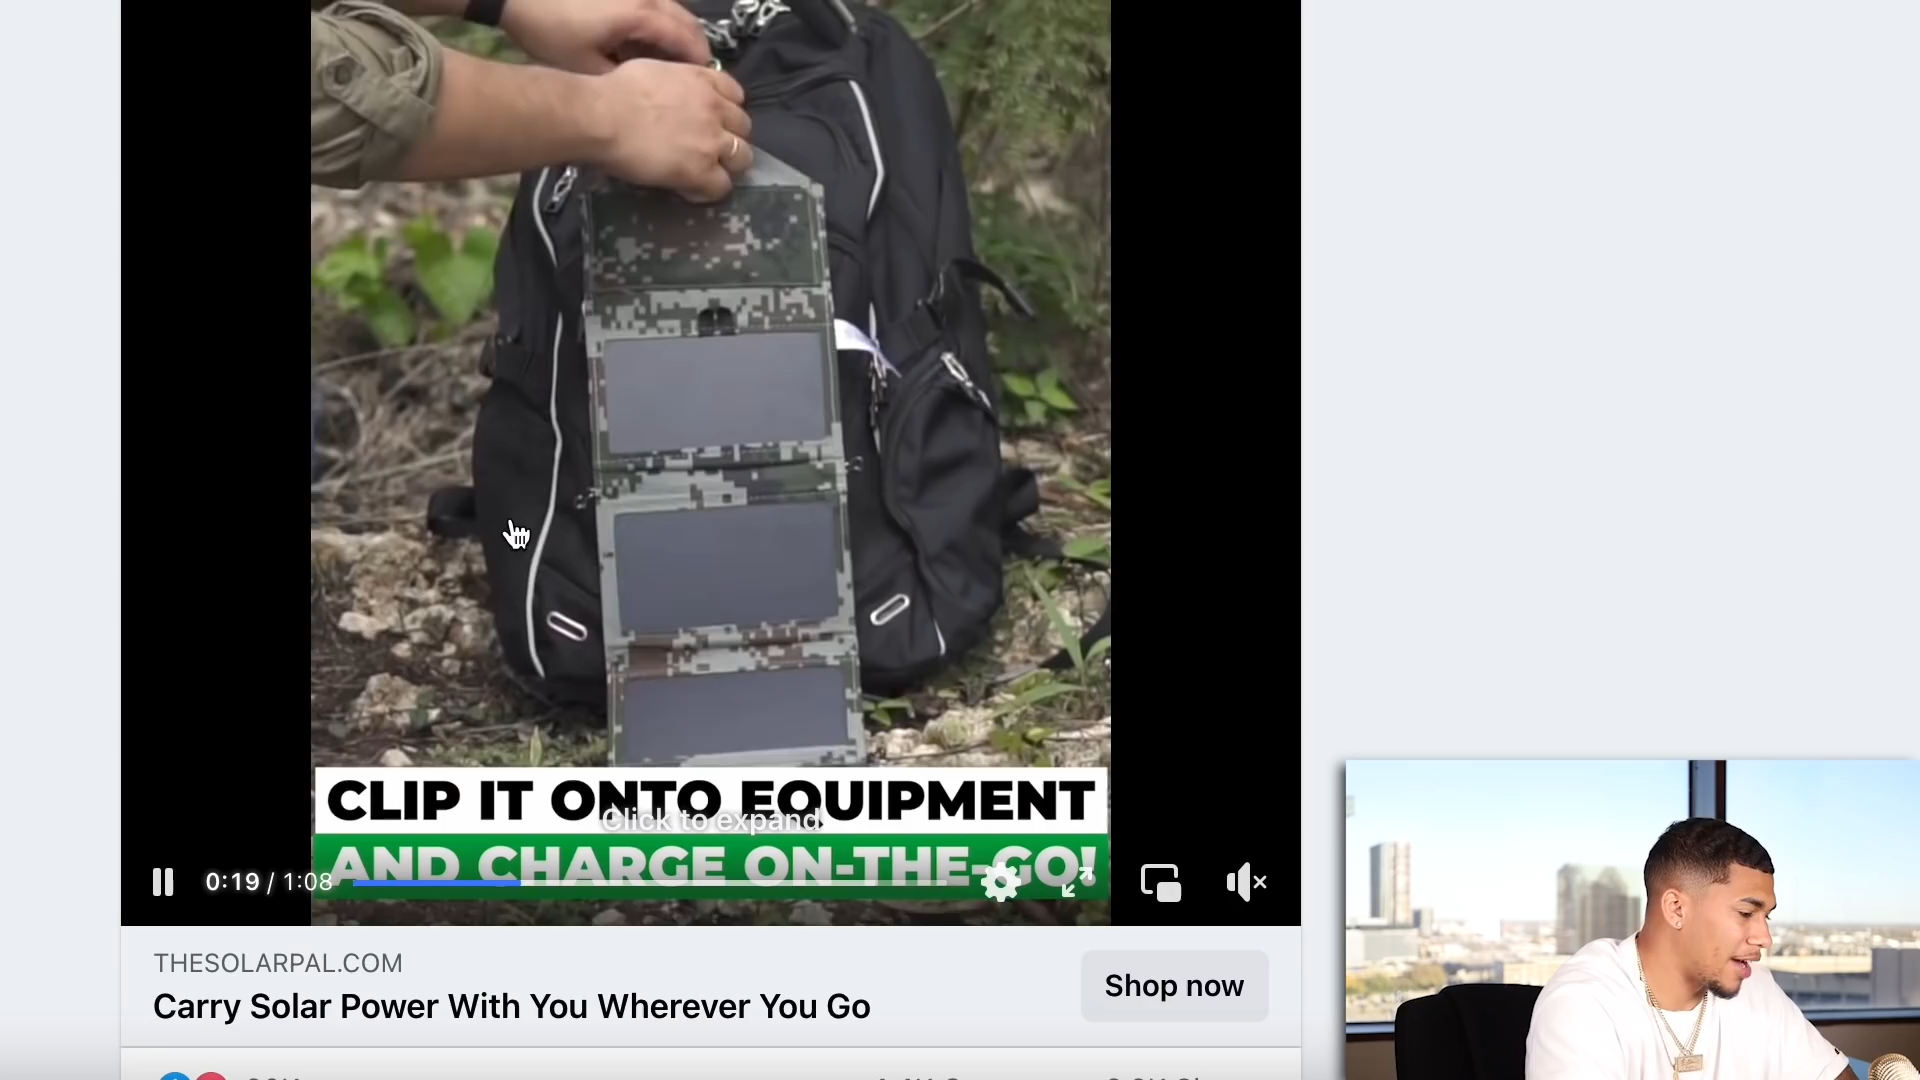 CLIP IT ONTO EQUIPMENT
Click to expand
AND CHARGE ON-THE-GO!
0:19 / 1:08
THESOLARPAL.COM
Carry Solar Power With You Wherever You Go
Shop now